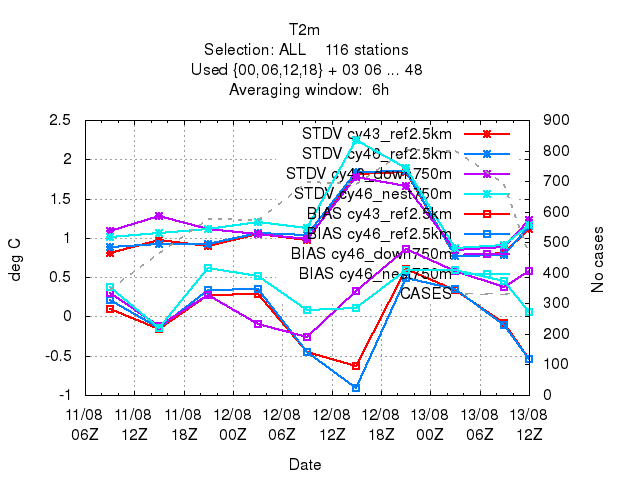 T2m
Selection: ALL 116 stations
Used {00,06,12,18} + 03 06 ... 48
Averaging window: 6h
STDV cy43_ref2.5km
STDV cy46_ref2.5km
STDV cy46_down750m
STDV cy46_nest750m
BIAS cy43_ref2.5km
BIAS cy46_ref2.5km
BIAS cy46_down750m
BIAS cy46_nest750m
CASES
2.5
2
1.5
1
0.5
0
-0.5
-1
deg C
900
800
700
600
500
400
300
200
100
0
No cases
11/08 11/08 11/08 12/08 12/08 12/08 12/08 13/08 13/08 13/08
06Z 12Z 18Z 00Z 06Z 12Z 18Z 00Z 06Z 12Z
Date